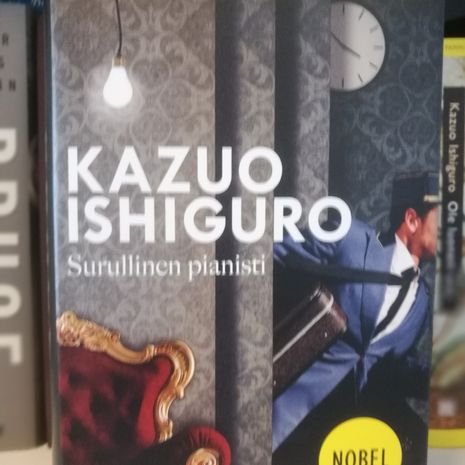 KAZUO
ISHIGURO
Surullinen pianisti
NOBEL
Kazuo Ishiguro